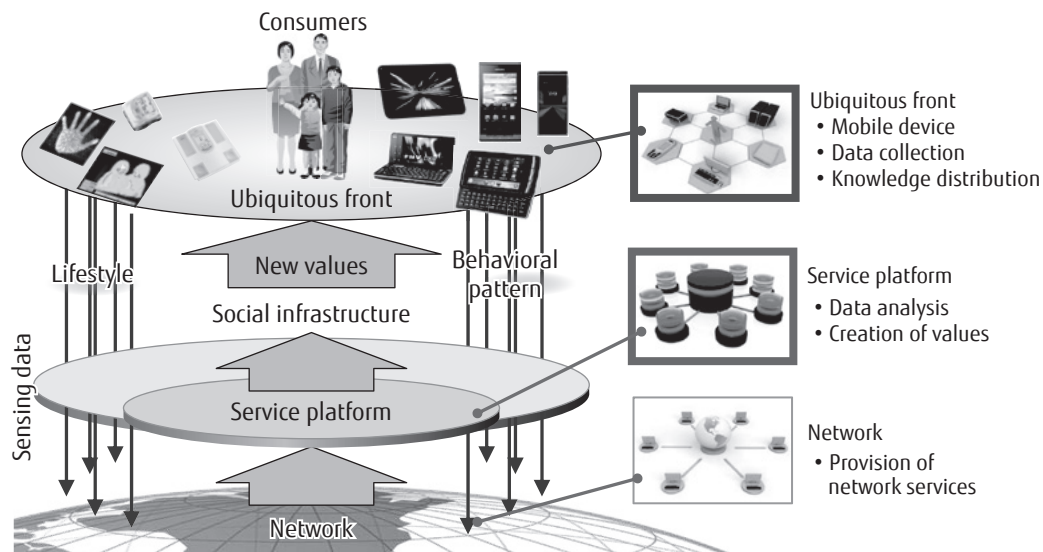 Consumers
Ubiquitous front
Lifestyle
New values
Behavioral
pattern
Social infrastructure
Sensing data
Service platform
Network
Ubiquitous front
• Mobile device
• Data collection
• Knowledge distribution
Service platform
• Data analysis
• Creation of values
Network
• Provision of
network services